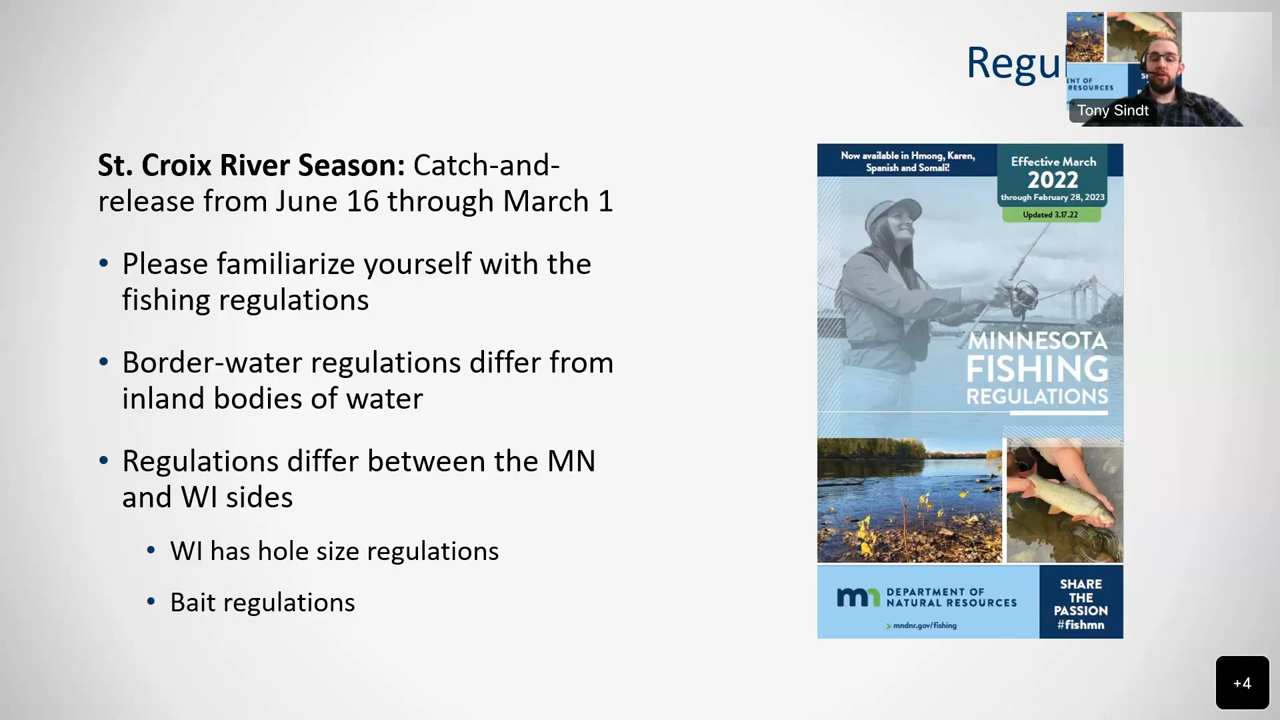 Regu
ENT OF
RESOURCES
Tony Sindt
St. Croix River Season: Catch-and-
release from June 16 through March 1
• Please familiarize yourself with the
fishing regulations
• Border-water regulations differ from
inland bodies of water
• Regulations differ between the MN
and WI sides
• WI has hole size regulations
• Bait regulations
Now available in Hmong, Karen,
Spanish and Somali!
Effective March
2022
through February 28, 2023
Updated 3.17.22
MINNESOTA
FISHING
REGULATIONS
mn DEPARTMENT OF
NATURAL RESOURCES
> mndnr.gov/fishing
SHARE
THE
PASSION
#fishmn
+4